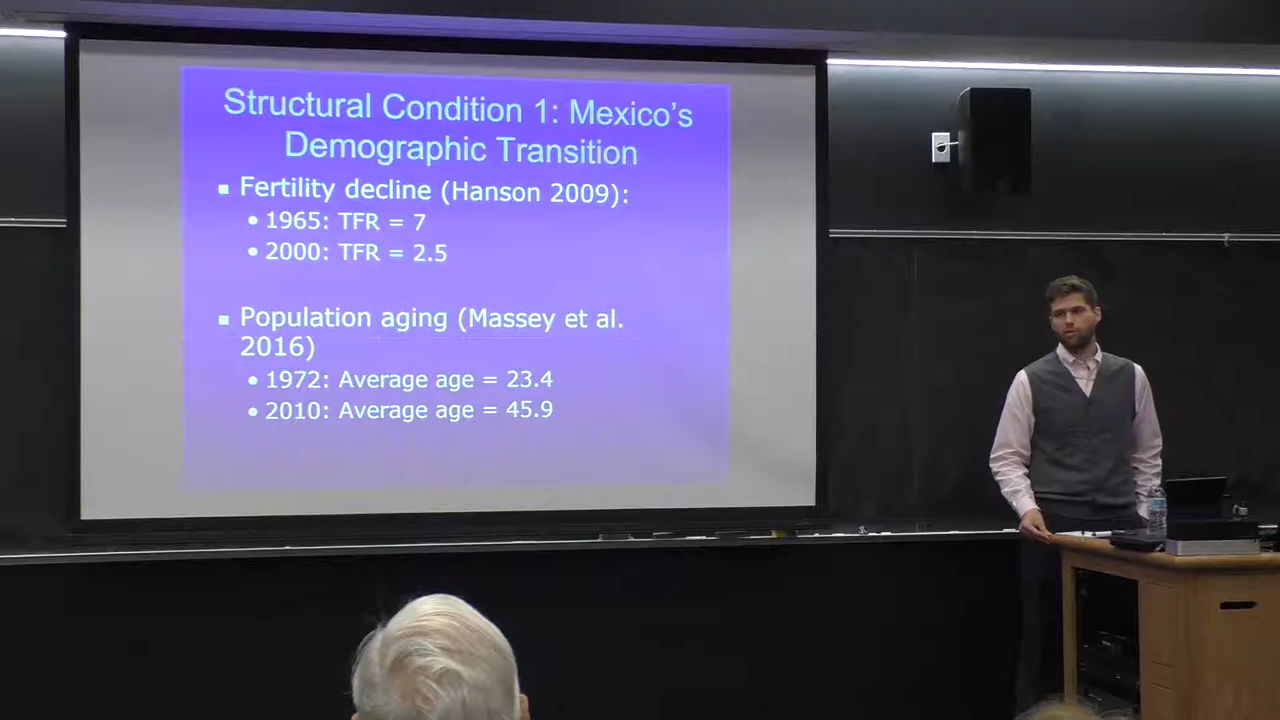 Structural Condition 1: Mexico's
Demographic Transition
▪ Fertility decline (Hanson 2009):
• 1965: TFR = 7
• 2000: TFR = 2.5
▪ Population aging (Massey et al.
2016)
• 1972: Average age = 23.4
• 2010: Average age = 45.9